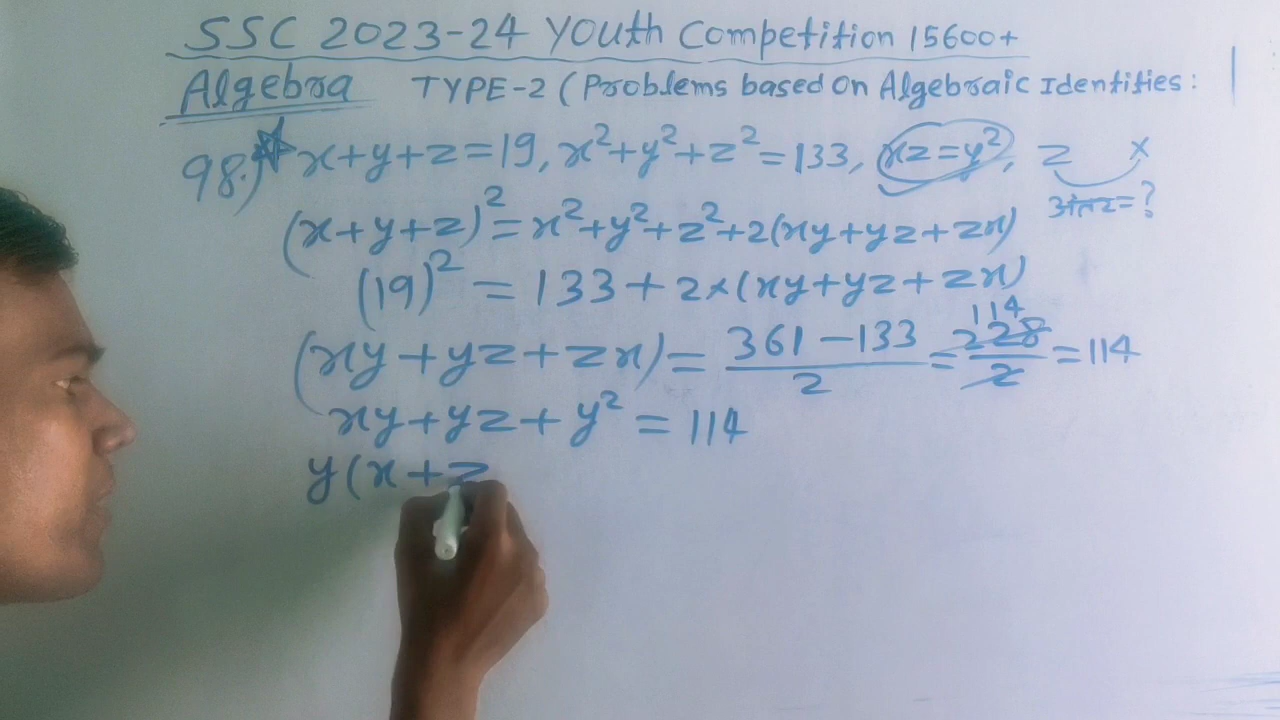 SSC 2023-24 Youth Competition 15600+
Algebra TYPE-2 (Problems based on Algebraic Identities:
98.) x+y+z=19, x²+y²+z²=133, xz=y², z x
अंतर=?
(x+y+z)²=x²+y²+z²+2(xy+yz+zx)
(19)² = 133+2×(xy+yz+zx)
(xy+yz+zx)= 361-133/2 = 228/2 = 114
114
xy+yz+y² = 114
y(x+z